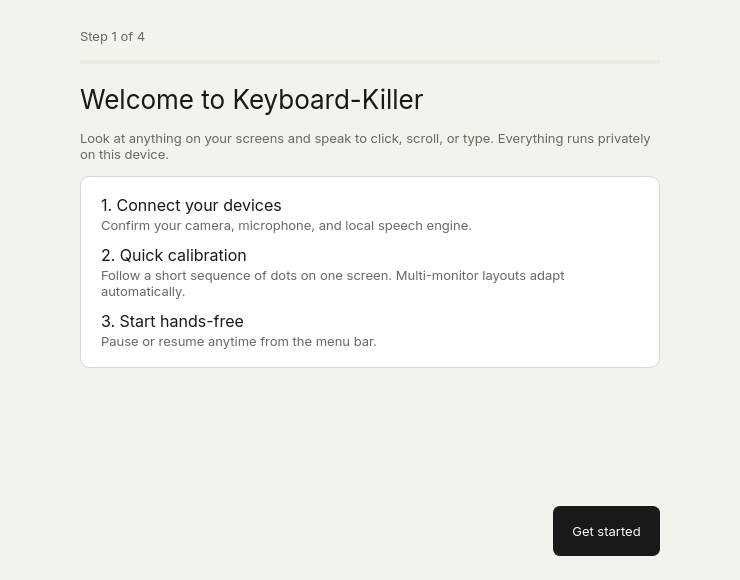 Step 1 of 4
Welcome to Keyboard-Killer
Look at anything on your screens and speak to click, scroll, or type. Everything runs privately
on this device.
1. Connect your devices
Confirm your camera, microphone, and local speech engine.
2. Quick calibration
Follow a short sequence of dots on one screen. Multi-monitor layouts adapt
automatically.
3. Start hands-free
Pause or resume anytime from the menu bar.
Get started